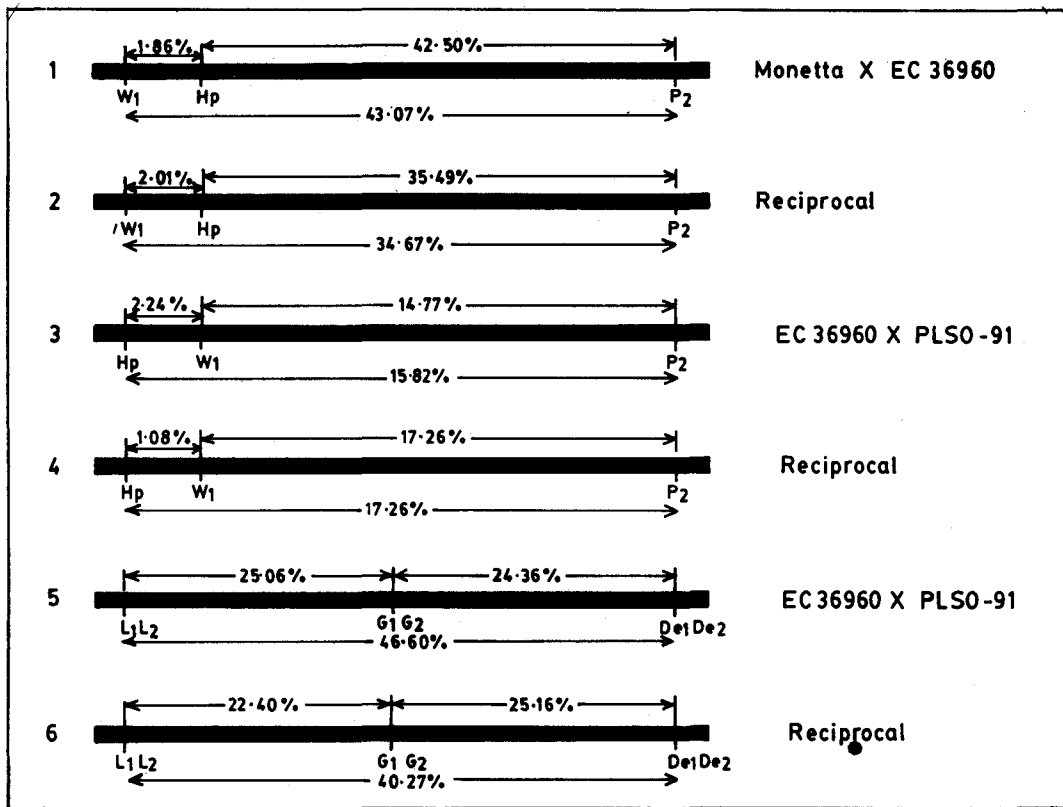 1·86% 42·50%
1 Monetta X EC 36960
W1 Hp P2
43·07%
2·01% 35·49%
2 Reciprocal
W1 Hp P2
34·67%
2·24% 14·77%
3 EC 36960 X PLSO-91
Hp W1 P2
15·82%
1·08% 17·26%
4 Reciprocal
Hp W1 P2
17·26%
25·06% 24·36%
5 EC 36960 X PLSO-91
L1L2 G1 G2 De1De2
46·60%
22·40% 25·16%
6 Reciprocal
L1L2 G1 G2 De1De2
40·27%